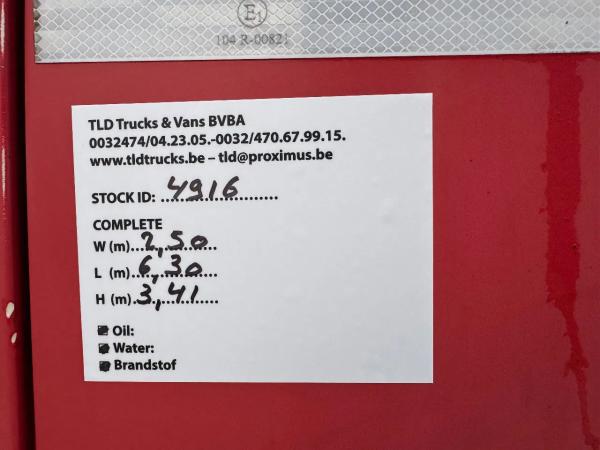 E1
104 R-00821
TLD Trucks & Vans BVBA
0032474/04.23.05.-0032/470.67.99.15.
www.tldtrucks.be – tld@proximus.be
STOCK ID: 4916
COMPLETE
W (m) 2,50
L (m) 6,30
H (m) 3,41
Oil:
Water:
Brandstof